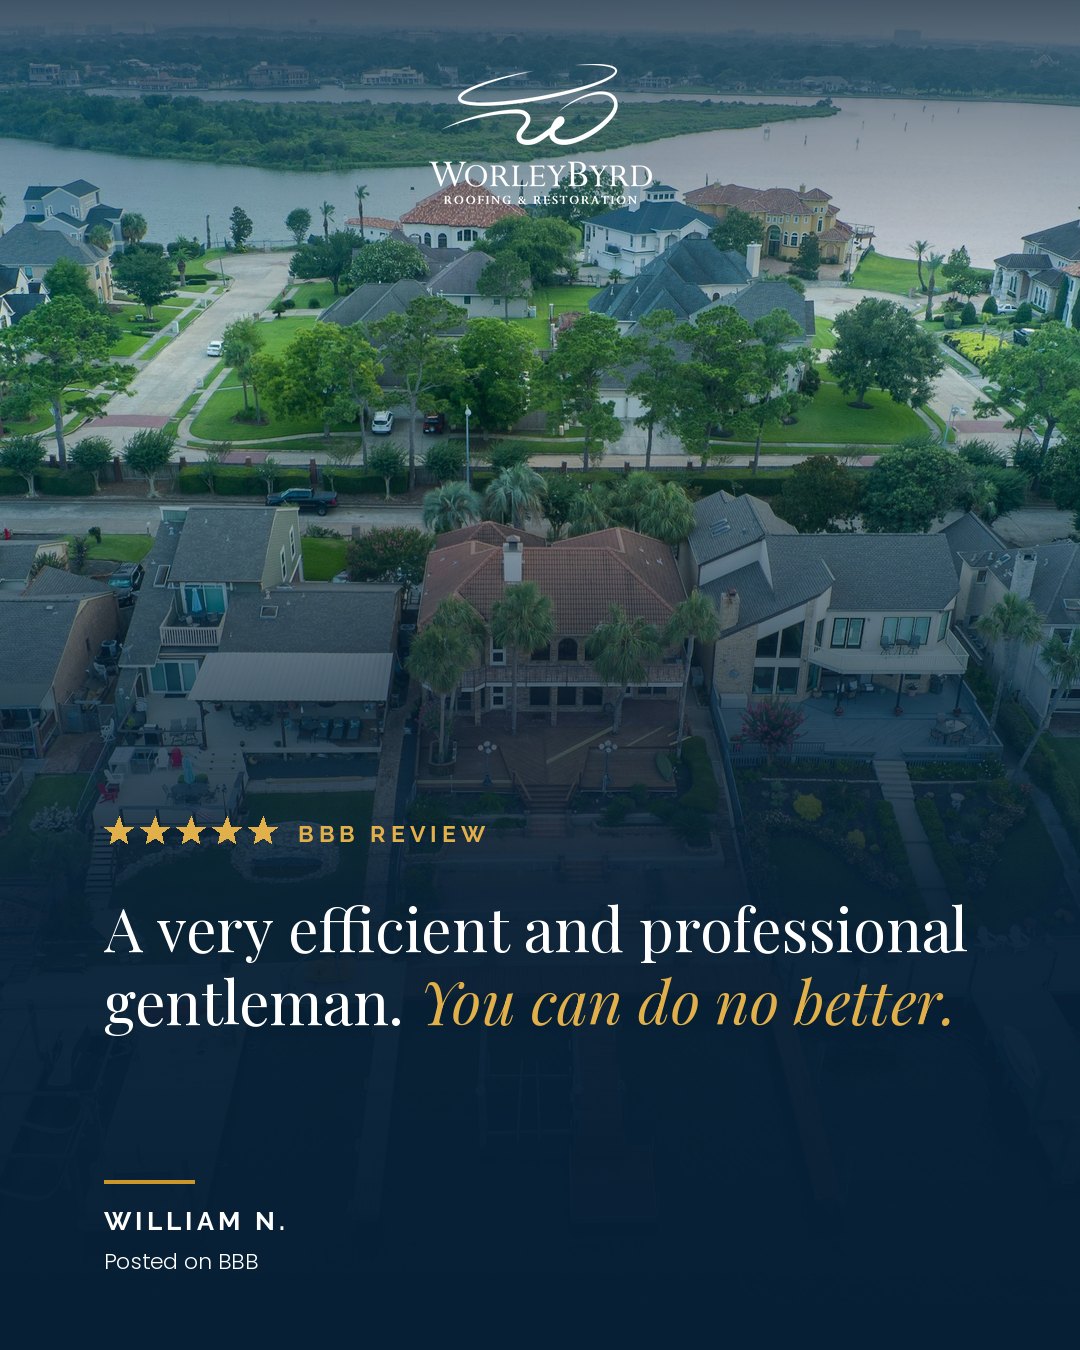 WORLEYBYRD
ROOFING & RESTORATION
BBB REVIEW
A very efficient and professional
gentleman. You can do no better.
WILLIAM N.
Posted on BBB